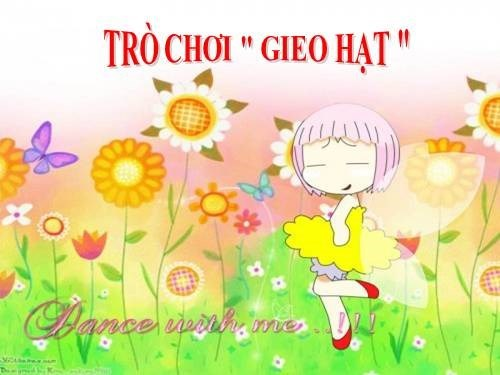 TRÒ CHƠI " GIEO HẠT "
Dance with me ..!!!